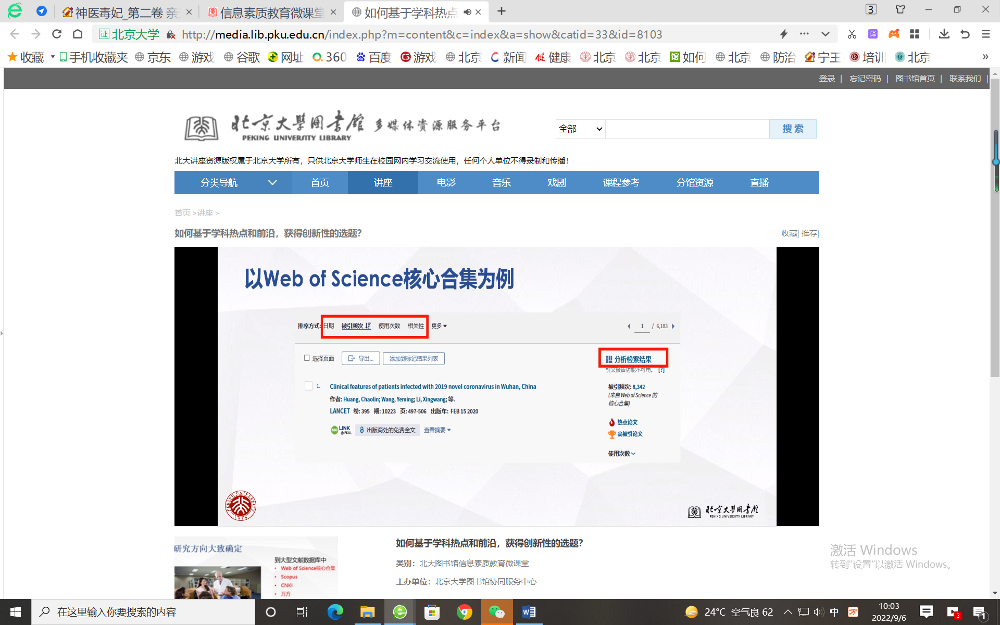 神医毒妃_第二卷 亲
信息素质教育微课堂
如何基于学科热点
3
证 北京大学
http://media.lib.pku.edu.cn/index.php?m=content&c=index&a=show&catid=33&id=8103
译
收藏 手机收藏夹 京东 游戏 谷歌 网址 360 百度 游戏 北京 新闻 健康 北京 北京 馆 如何 北京 防治 宁王 培训 北京 »
登录 | 忘记密码 | 图书馆首页 | 联系我们 |
北京大學圖書館 多媒体资源服务平台
PEKING UNIVERSITY LIBRARY
全部
搜 索
北大讲座资源版权属于北京大学所有，只供北京大学师生在校园网内学习交流使用，任何个人单位不得录制和传播！
分类导航 首页 讲座 电影 音乐 戏剧 课程参考 分馆资源 直播
首页 >讲座 >
如何基于学科热点和前沿，获得创新性的选题？
收藏| 推荐|
以Web of Science核心合集为例
排序方式: 日期 被引频次 使用次数 相关性 更多
1 / 6,183
选择页面 导出... 添加到标记结果列表
分析检索结果
引文报告功能不可用。 [?]
1. Clinical features of patients infected with 2019 novel coronavirus in Wuhan, China
作者: Huang, Chaolin; Wang, Yeming; Li, Xingwang; 等.
LANCET 卷: 395 期: 10223 页: 497-506 出版年: FEB 15 2020
360 LINK @ PKUL 出版商处的免费全文 查看摘要
被引频次: 8,342
(来自 Web of Science 的
核心合集)
热点论文
高被引论文
使用次数
PEKING UNIVERSITY
1898
北京大學圖書館
PEKING UNIVERSITY LIBRARY
研究方向大致确定
到大型文献数据库中
• Web of Science核心合集
• Scopus
• CNKI
• 万方
如何基于学科热点和前沿，获得创新性的选题？
类别：北大图书馆信息素质教育微课堂
主办单位：北京大学图书馆协同服务中心
激活 Windows
转到“设置”以激活 Windows。
在这里输入你要搜索的内容
24°C 空气良 62
中
10:03
2022/9/6
3
1